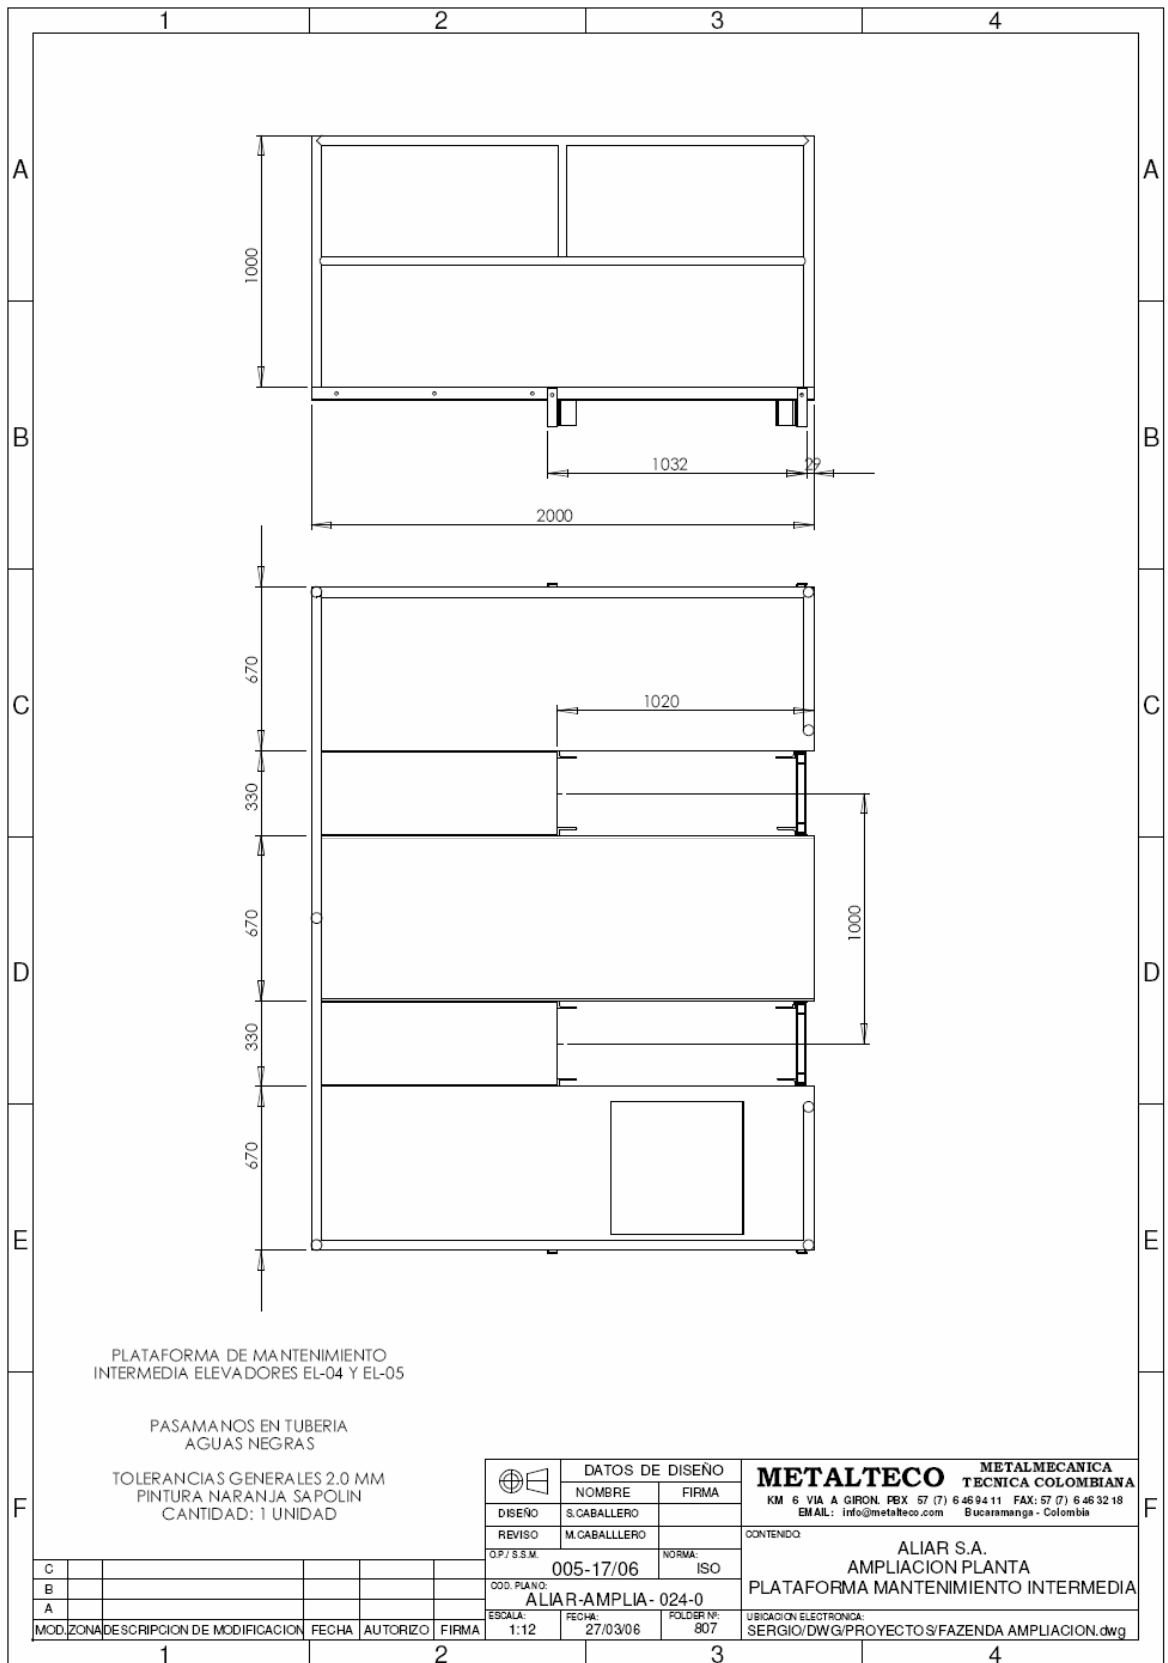 1 2 3 4
A A
1000
B B
1032 29
2000
670
C C
1020
330
670
1000
D D
330
670
E E
PLATAFORMA DE MANTENIMIENTO
INTERMEDIA ELEVADORES EL-04 Y EL-05
PASAMANOS EN TUBERIA
AGUAS NEGRAS
TOLERANCIAS GENERALES 2.0 MM
PINTURA NARANJA SAPOLIN
CANTIDAD: 1 UNIDAD
F F
DATOS DE DISEÑO
NOMBRE FIRMA
DISEÑO S.CABALLERO
REVISO M.CABALLLERO
O.P./ S.S.M. 005-17/06 NORMA: ISO
COD. PLANO: ALIAR-AMPLIA- 024-0
ESCALA: 1:12 FECHA: 27/03/06 FOLDER Nº: 807
METALTECO METALMECANICA
TECNICA COLOMBIANA
KM 6 VIA A GIRON. PBX 57 (7) 6 46 94 11 FAX: 57 (7) 6 46 32 18
EMAIL: info@metalteco.com Bucaramanga - Colombia
CONTENIDO:
ALIAR S.A.
AMPLIACION PLANTA
PLATAFORMA MANTENIMIENTO INTERMEDIA
UBICACION ELECTRONICA:
SERGIO/DWG/PROYECTOS/FAZENDA AMPLIACION.dwg
C
B
A
MOD. ZONA DESCRIPCION DE MODIFICACION FECHA AUTORIZO FIRMA
1 2 3 4